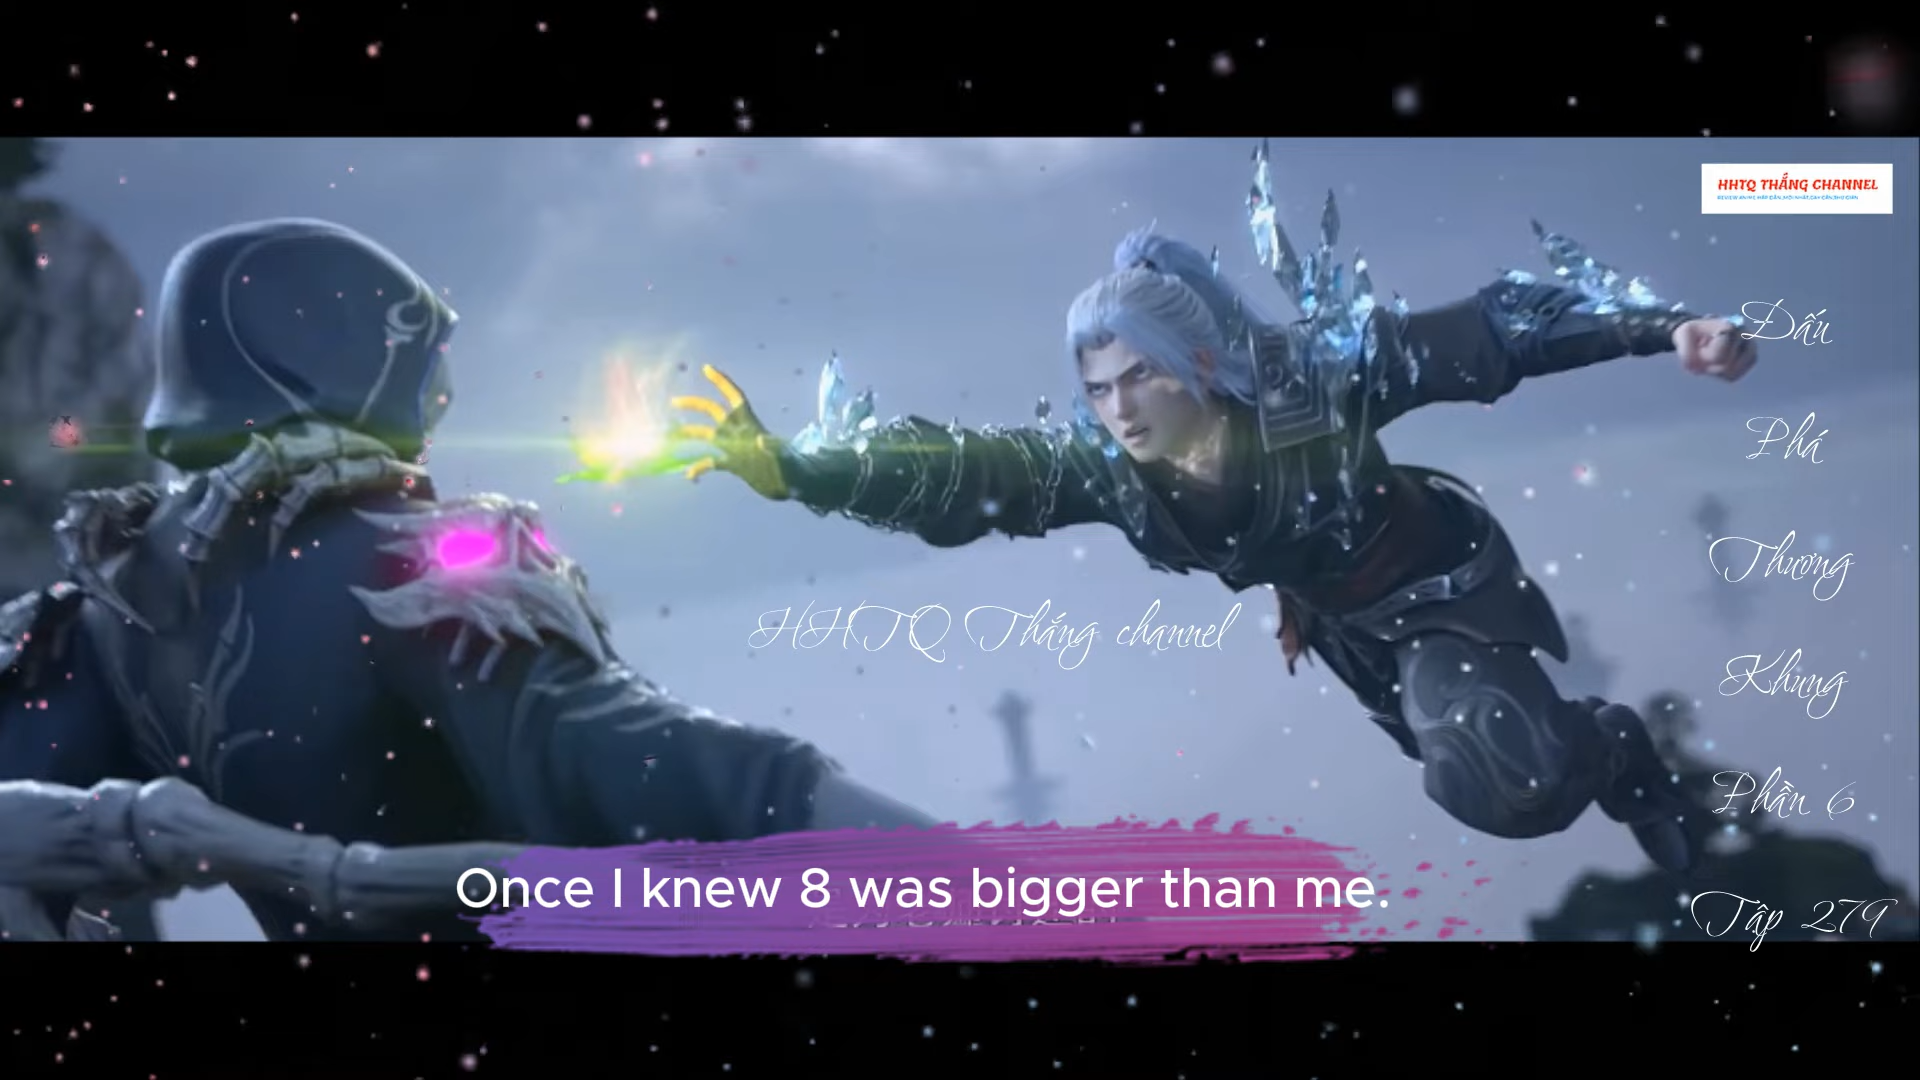 HHTQ THẮNG CHANNEL
Đấu
Phá
Thương
Khung
Phần 6
Tập 279
HHTQ Thắng channel
Once I knew 8 was bigger than me.